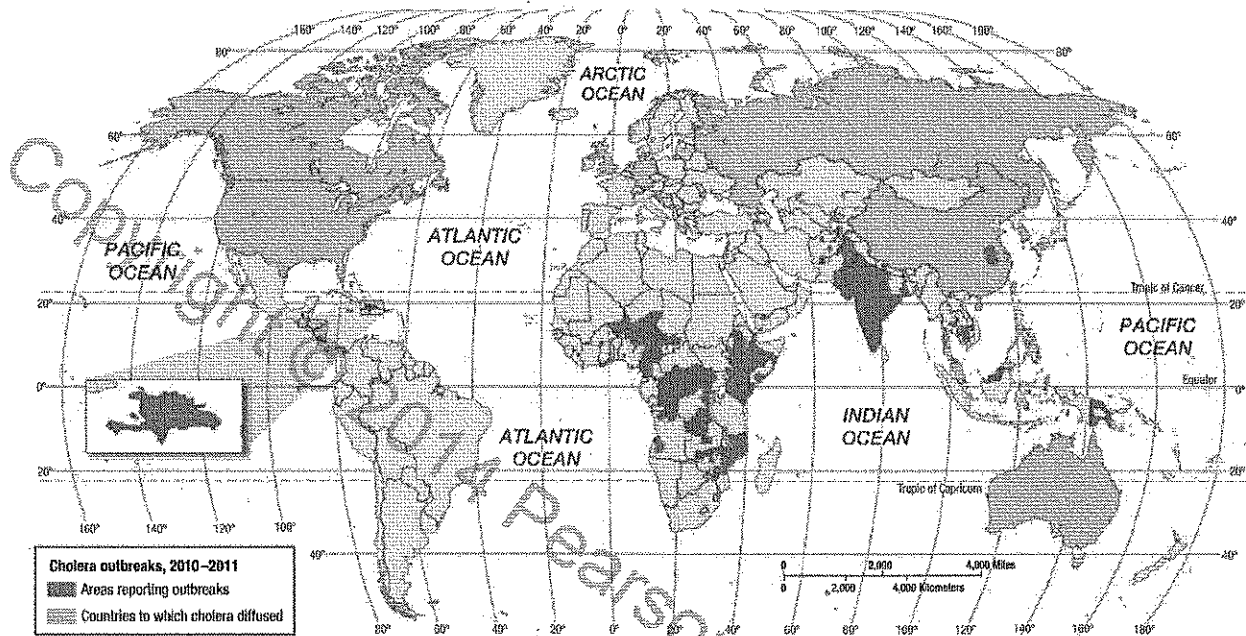 160° 140° 120° 100° 80° 60° 40° 20° 0° 20° 40° 60° 80° 100° 120° 140° 160° 180°
80° 80°
ARCTIC
OCEAN
60° 60°
Copyright © Pearson
40° 40°
PACIFIC
OCEAN
ATLANTIC
OCEAN
Tropic of Cancer
20° 20°
PACIFIC
OCEAN
0° Equator 0°
INDIAN
OCEAN
ATLANTIC
OCEAN
20° 20°
Tropic of Capricorn
160° 140° 120° 100°
40° 40°
Cholera outbreaks, 2010–2011
Areas reporting outbreaks
Countries to which cholera diffused
0 2,000 4,000 Miles
0 2,000 4,000 Kilometers
80° 60° 40° 20° 0° 20° 40° 60° 80° 100° 120° 140° 160° 180°